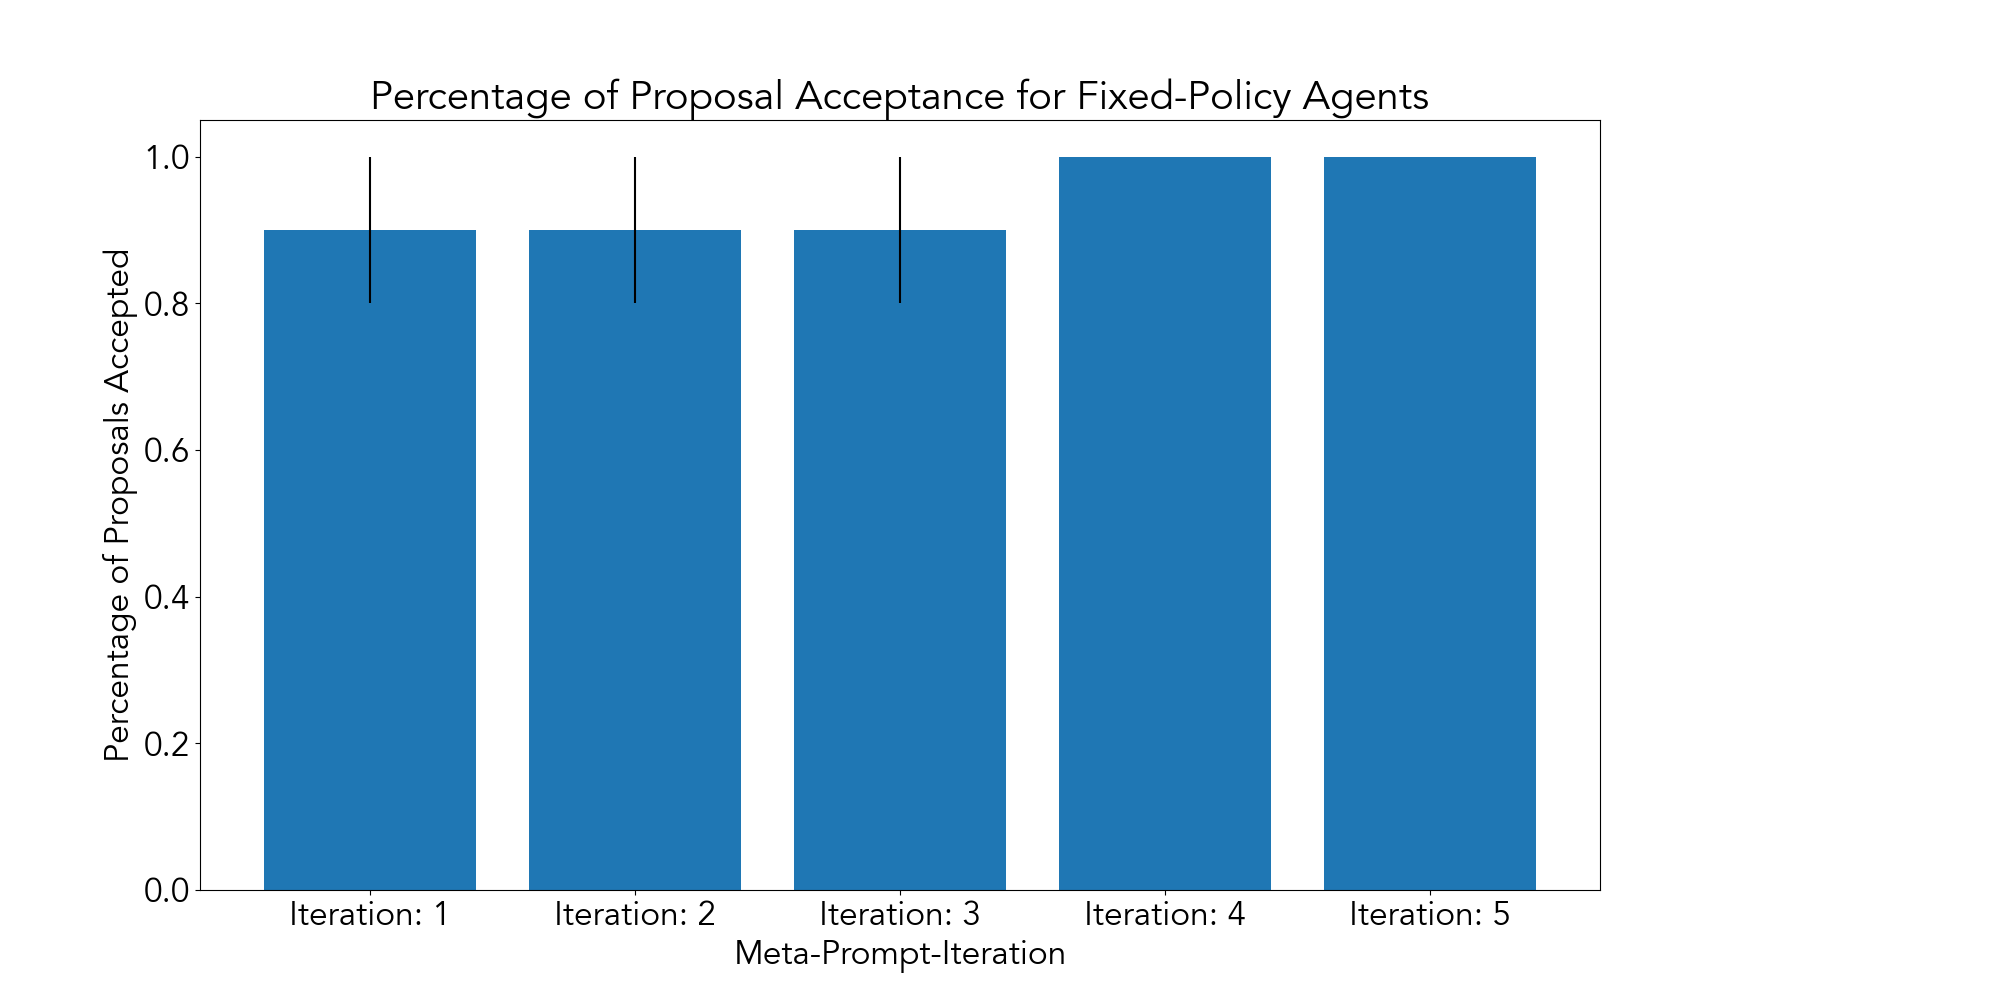 Percentage of Proposal Acceptance for Fixed-Policy Agents
Percentage of Proposals Accepted
1.0
0.8
0.6
0.4
0.2
0.0
Iteration: 1
Iteration: 2
Iteration: 3
Iteration: 4
Iteration: 5
Meta-Prompt-Iteration